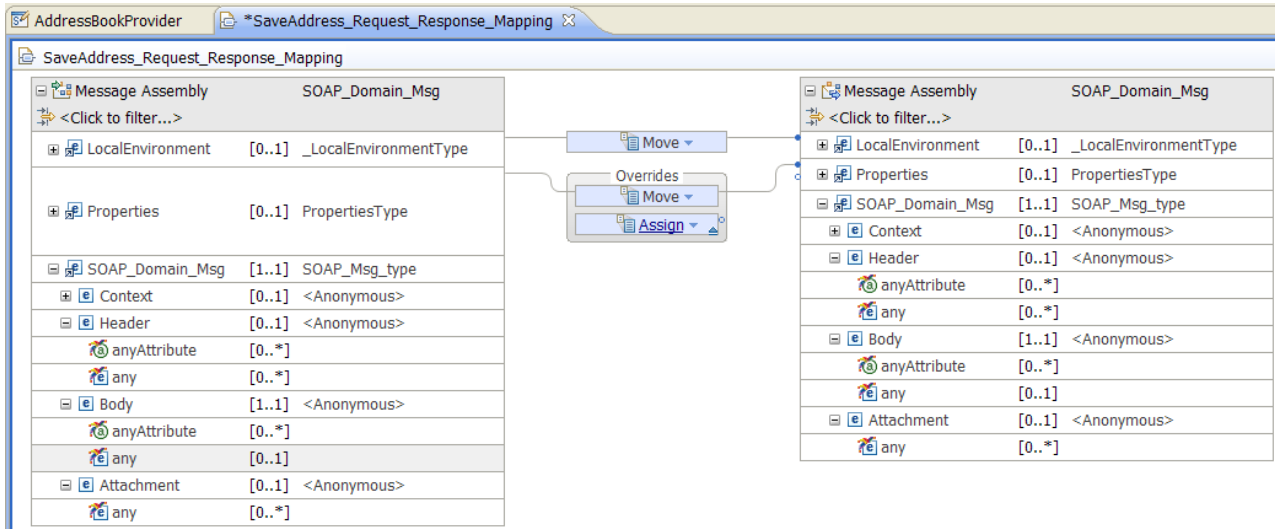 AddressBookProvider *SaveAddress_Request_Response_Mapping
SaveAddress_Request_Response_Mapping
Message Assembly SOAP_Domain_Msg
<Click to filter...>
LocalEnvironment [0..1] _LocalEnvironmentType
Properties [0..1] PropertiesType
SOAP_Domain_Msg [1..1] SOAP_Msg_type
Context [0..1] <Anonymous>
Header [0..1] <Anonymous>
anyAttribute [0..*]
any [0..*]
Body [1..1] <Anonymous>
anyAttribute [0..*]
any [0..1]
Attachment [0..1] <Anonymous>
any [0..*]
Move
Overrides
Move
Assign
Message Assembly SOAP_Domain_Msg
<Click to filter...>
LocalEnvironment [0..1] _LocalEnvironmentType
Properties [0..1] PropertiesType
SOAP_Domain_Msg [1..1] SOAP_Msg_type
Context [0..1] <Anonymous>
Header [0..1] <Anonymous>
anyAttribute [0..*]
any [0..*]
Body [1..1] <Anonymous>
anyAttribute [0..*]
any [0..1]
Attachment [0..1] <Anonymous>
any [0..*]